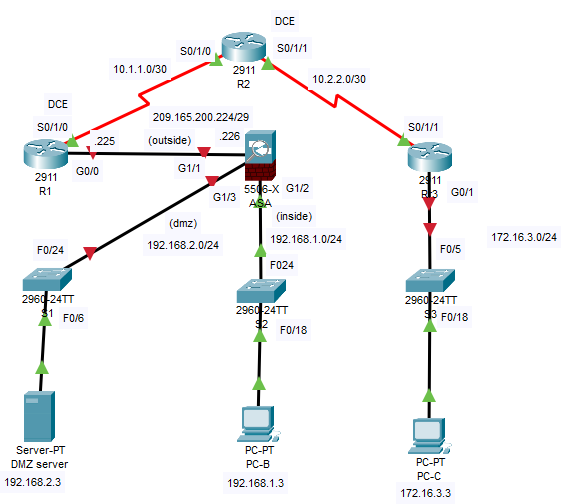 DCE
S0/1/0
S0/1/1
10.1.1.0/30
2911
R2
10.2.2.0/30
DCE
209.165.200.224/29
S0/1/0
.225
(outside)
.226
S0/1/1
2911
R1
G0/0
G1/1
5506-X
ASA
G1/2
2911
G0/1
G1/3
(dmz)
(inside)
192.168.2.0/24
192.168.1.0/24
172.16.3.0/24
F0/24
F024
F0/5
2960-24TT
S1
F0/6
2960-24TT
S2
F0/18
2960-24TT
S3
F0/18
Server-PT
DMZ server
192.168.2.3
PC-PT
PC-B
192.168.1.3
PC-PT
PC-C
172.16.3.3